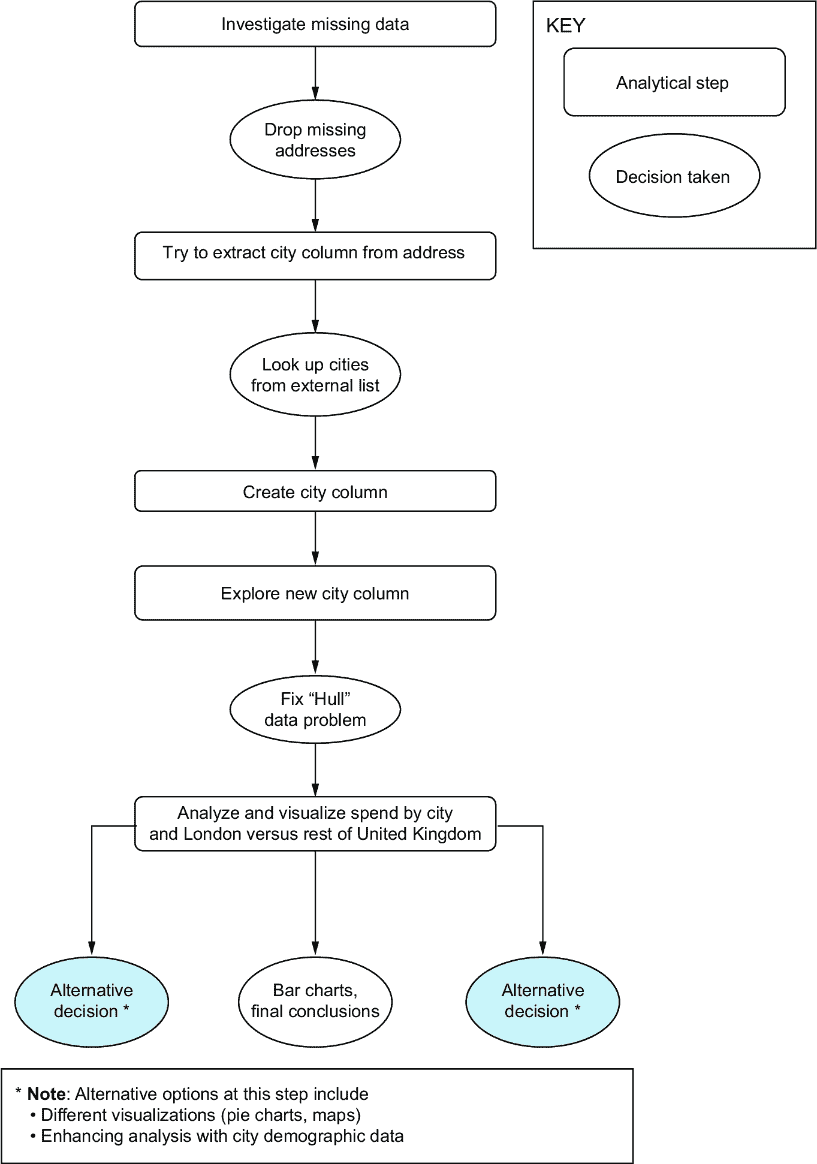 Investigate missing data
Drop missing
addresses
Try to extract city column from address
Look up cities
from external list
Create city column
Explore new city column
Fix “Hull”
data problem
Analyze and visualize spend by city
and London versus rest of United Kingdom
Alternative
decision *
Bar charts,
final conclusions
Alternative
decision *
* Note: Alternative options at this step include
• Different visualizations (pie charts, maps)
• Enhancing analysis with city demographic data
KEY
Analytical step
Decision taken